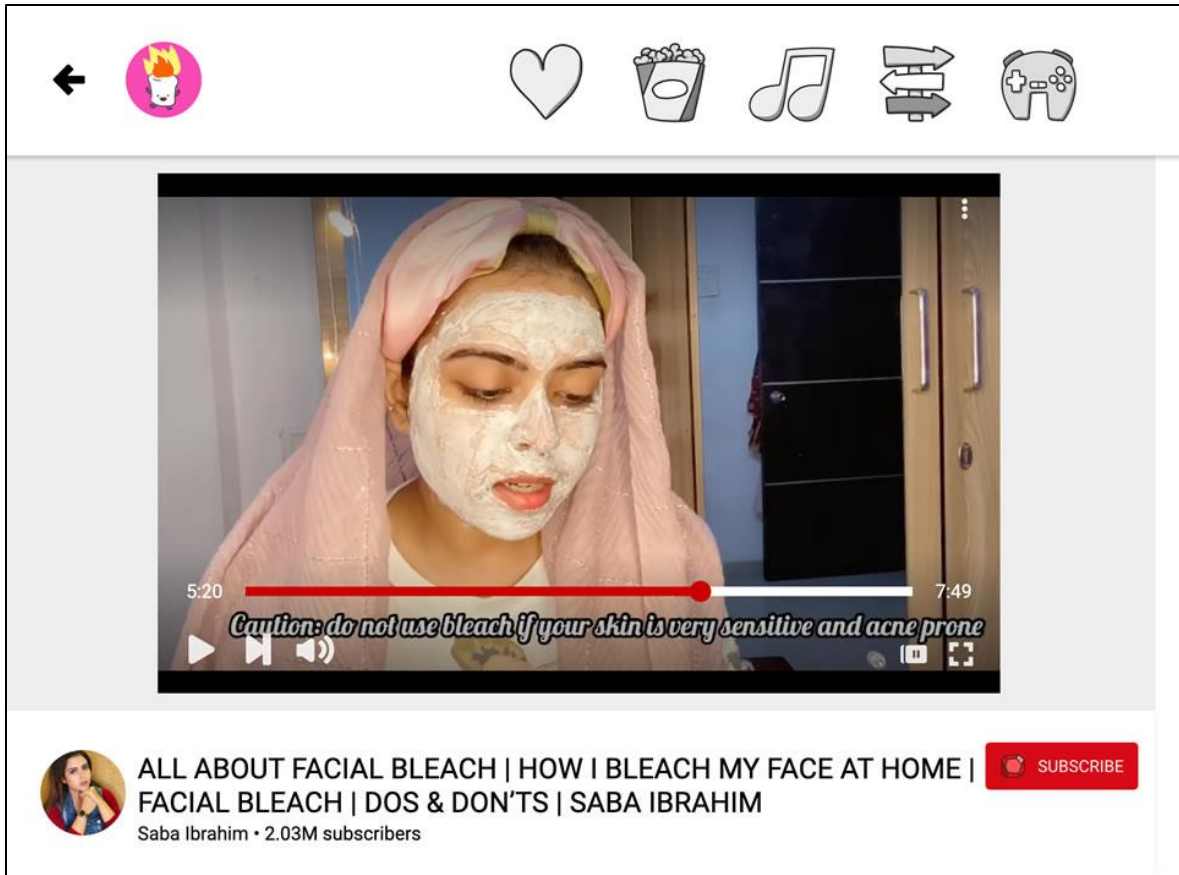 5:20
7:49
Caution: do not use bleach if your skin is very sensitive and acne prone
ALL ABOUT FACIAL BLEACH | HOW I BLEACH MY FACE AT HOME |
FACIAL BLEACH | DOS & DON’TS | SABA IBRAHIM
SUBSCRIBE
Saba Ibrahim • 2.03M subscribers